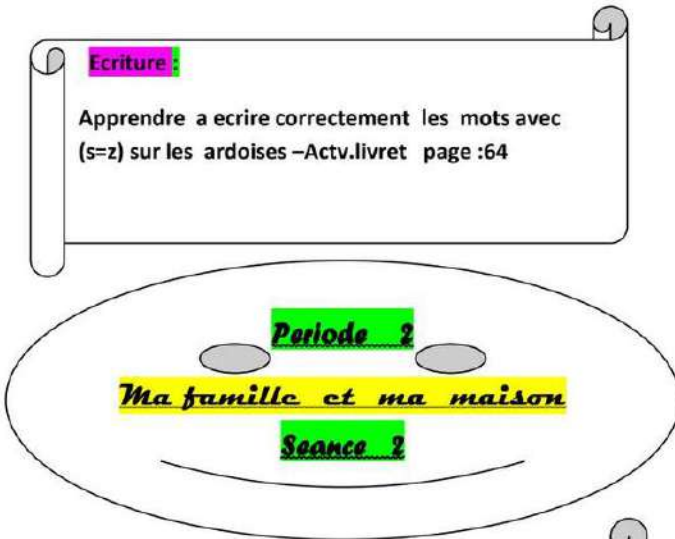 Ecriture :
Apprendre a ecrire correctement les mots avec
(s=z) sur les ardoises –Actv.livret page :64
Periode 2
Ma famille et ma maison
Seance 2